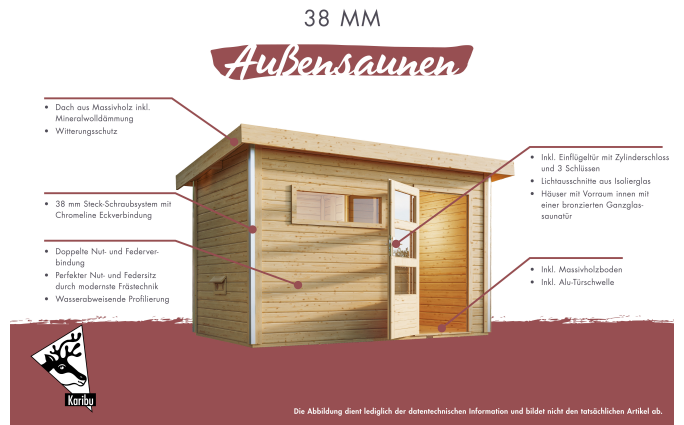 38 MM
Außensaunen
• Dach aus Massivholz inkl.
Mineralwolldämmung
• Witterungsschutz
• 38 mm Steck-Schraubsystem mit
Chromeline Eckverbindung
• Doppelte Nut- und Federver-
bindung
• Perfekter Nut- und Federsitz
durch modernste Frästechnik
• Wasserabweisende Profilierung
• Inkl. Einflügeltür mit Zylinderschloss
und 3 Schlüssen
• Lichtausschnitte aus Isolierglas
• Häuser mit Vorraum innen mit
einer bronzierten Ganzglas-
saunatür
• Inkl. Massivholzboden
• Inkl. Alu-Türschwelle
Karibu
Die Abbildung dient lediglich der datentechnischen Information und bildet nicht den tatsächlichen Artikel ab.